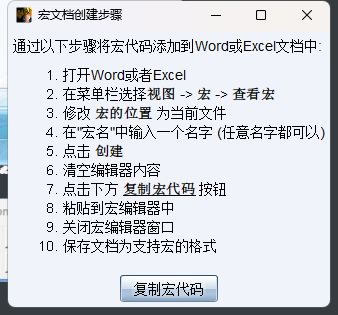 宏文档创建步骤
通过以下步骤将宏代码添加到Word或Excel文档中:
1. 打开Word或者Excel
2. 在菜单栏选择视图 -> 宏 -> 查看宏
3. 修改 宏的位置 为当前文件
4. 在"宏名"中输入一个名字 (任意名字都可以)
5. 点击 创建
6. 清空编辑器内容
7. 点击下方 复制宏代码 按钮
8. 粘贴到宏编辑器中
9. 关闭宏编辑器窗口
10. 保存文档为支持宏的格式
复制宏代码